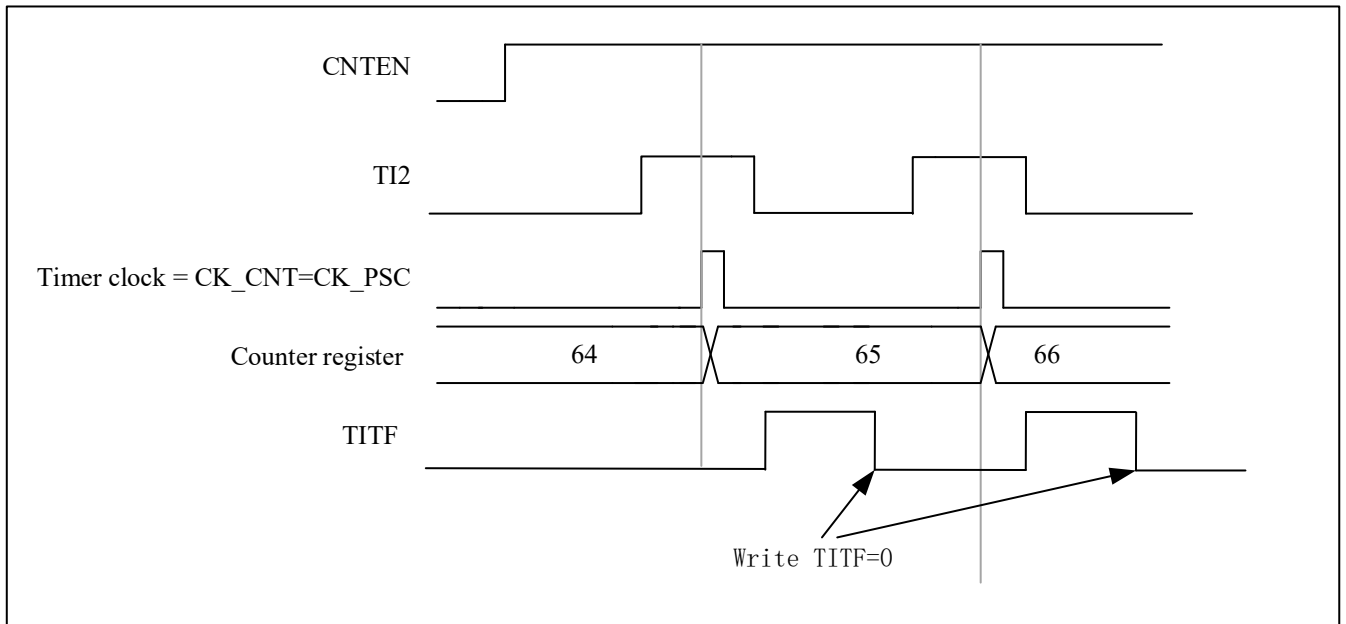 CNTEN
TI2
Timer clock = CK_CNT=CK_PSC
Counter register
64
65
66
TITF
Write TITF=0